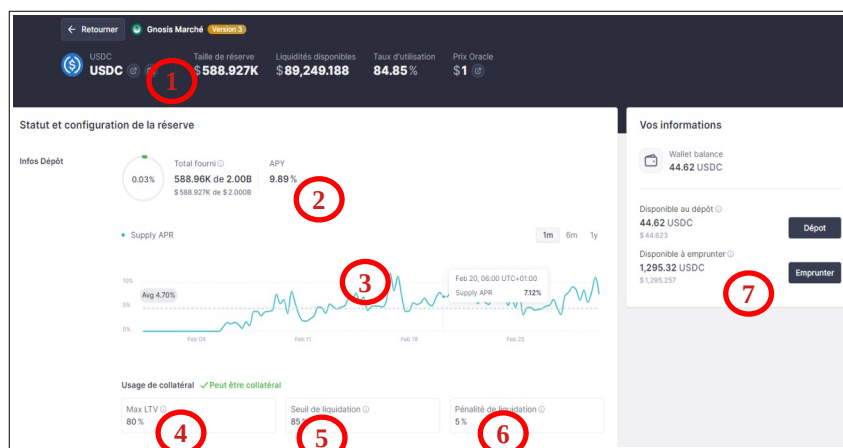 ← Retourner Gnosis Marché Version 3
USDC Taille de réserve Liquidités disponibles Taux d'utilisation Prix Oracle
USDC $588.927K $89,249.188 84.85% $1
1
Statut et configuration de la réserve
Infos Dépôt
0.03%
Total fourni APY
588.96K de 2.00B 9.89%
$588.927K de $2.000B
2
Supply APR 1m 6m 1y
3
Feb 20, 06:00 UTC+01:00
Supply APR 7.12%
10%
Avg 4.70%
5%
0%
Feb 04 Feb 11 Feb 18 Feb 25
Usage de collatéral ✓ Peut être collatéral
Max LTV Seuil de liquidation Pénalité de liquidation
80% 85% 5%
4 5 6
Vos informations
Wallet balance
44.62 USDC
Disponible au dépôt
44.62 USDC
$44.623
Dépot
Disponible à emprunter
1,295.32 USDC
$1,295.257
Emprunter
7